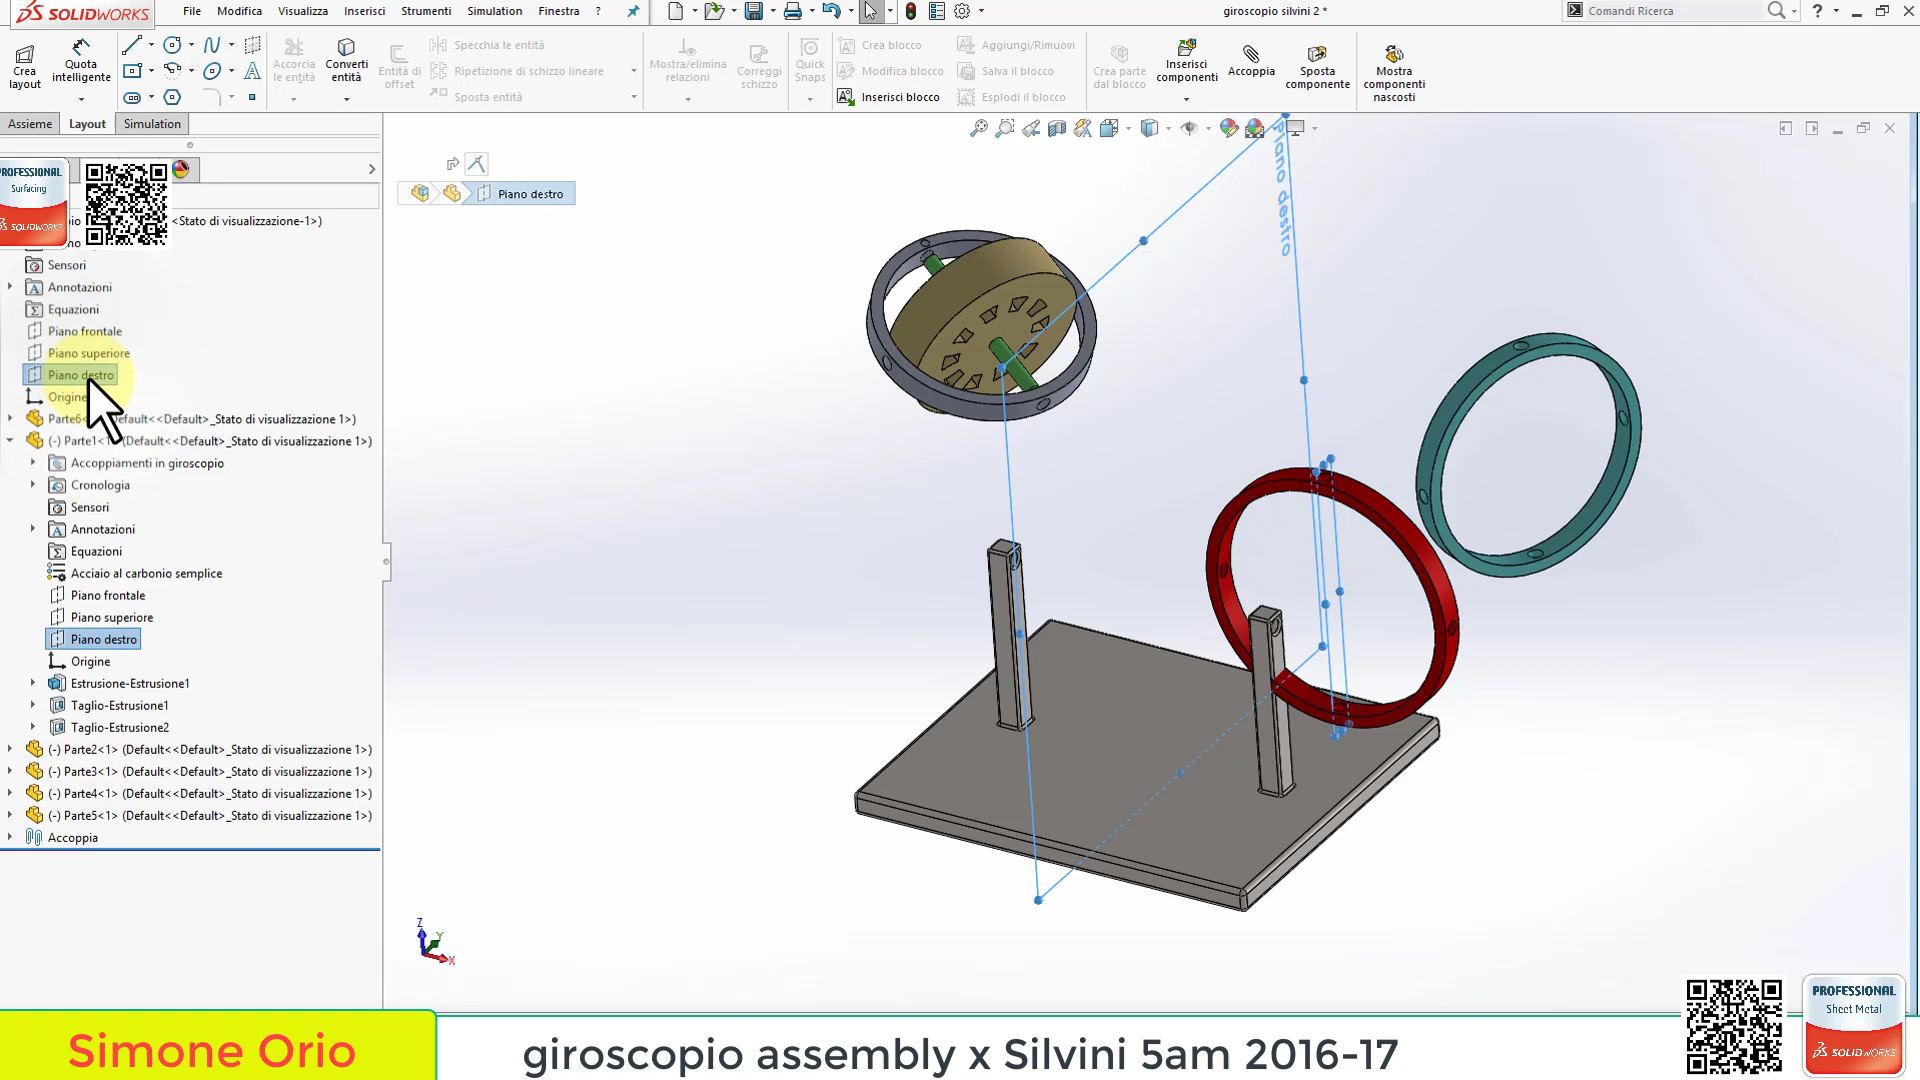 SOLIDWORKS
File Modifica Visualizza Inserisci Strumenti Simulation Finestra ?
giroscopio silvini 2 *
Comandi Ricerca
Crea layout
Quota intelligente
Accorcia le entità
Converti entità
Entità di offset
Specchia le entità
Ripetizione di schizzo lineare
Sposta entità
Mostra/elimina relazioni
Correggi schizzo
Quick Snaps
Crea blocco
Modifica blocco
Inserisci blocco
Aggiungi/Rimuovi
Salva il blocco
Esplodi il blocco
Crea parte dal blocco
Inserisci componenti
Accoppia
Sposta componente
Mostra componenti nascosti
Assieme Layout Simulation
PROFESSIONAL
Surfacing
SOLIDWORKS
Piano destro
Piano destro
<Stato di visualizzazione-1>)
Sensori
Annotazioni
Equazioni
Piano frontale
Piano superiore
Piano destro
Origine
Parte6 Default<<Default>_Stato di visualizzazione 1>)
(-) Parte1<1> (Default<<Default>_Stato di visualizzazione 1>)
Accoppiamenti in giroscopio
Cronologia
Sensori
Annotazioni
Equazioni
Acciaio al carbonio semplice
Piano frontale
Piano superiore
Piano destro
Origine
Estrusione-Estrusione1
Taglio-Estrusione1
Taglio-Estrusione2
(-) Parte2<1> (Default<<Default>_Stato di visualizzazione 1>)
(-) Parte3<1> (Default<<Default>_Stato di visualizzazione 1>)
(-) Parte4<1> (Default<<Default>_Stato di visualizzazione 1>)
(-) Parte5<1> (Default<<Default>_Stato di visualizzazione 1>)
Accoppia
Z
Y
X
Simone Orio
giroscopio assembly x Silvini 5am 2016-17
PROFESSIONAL
Sheet Metal
SOLIDWORKS